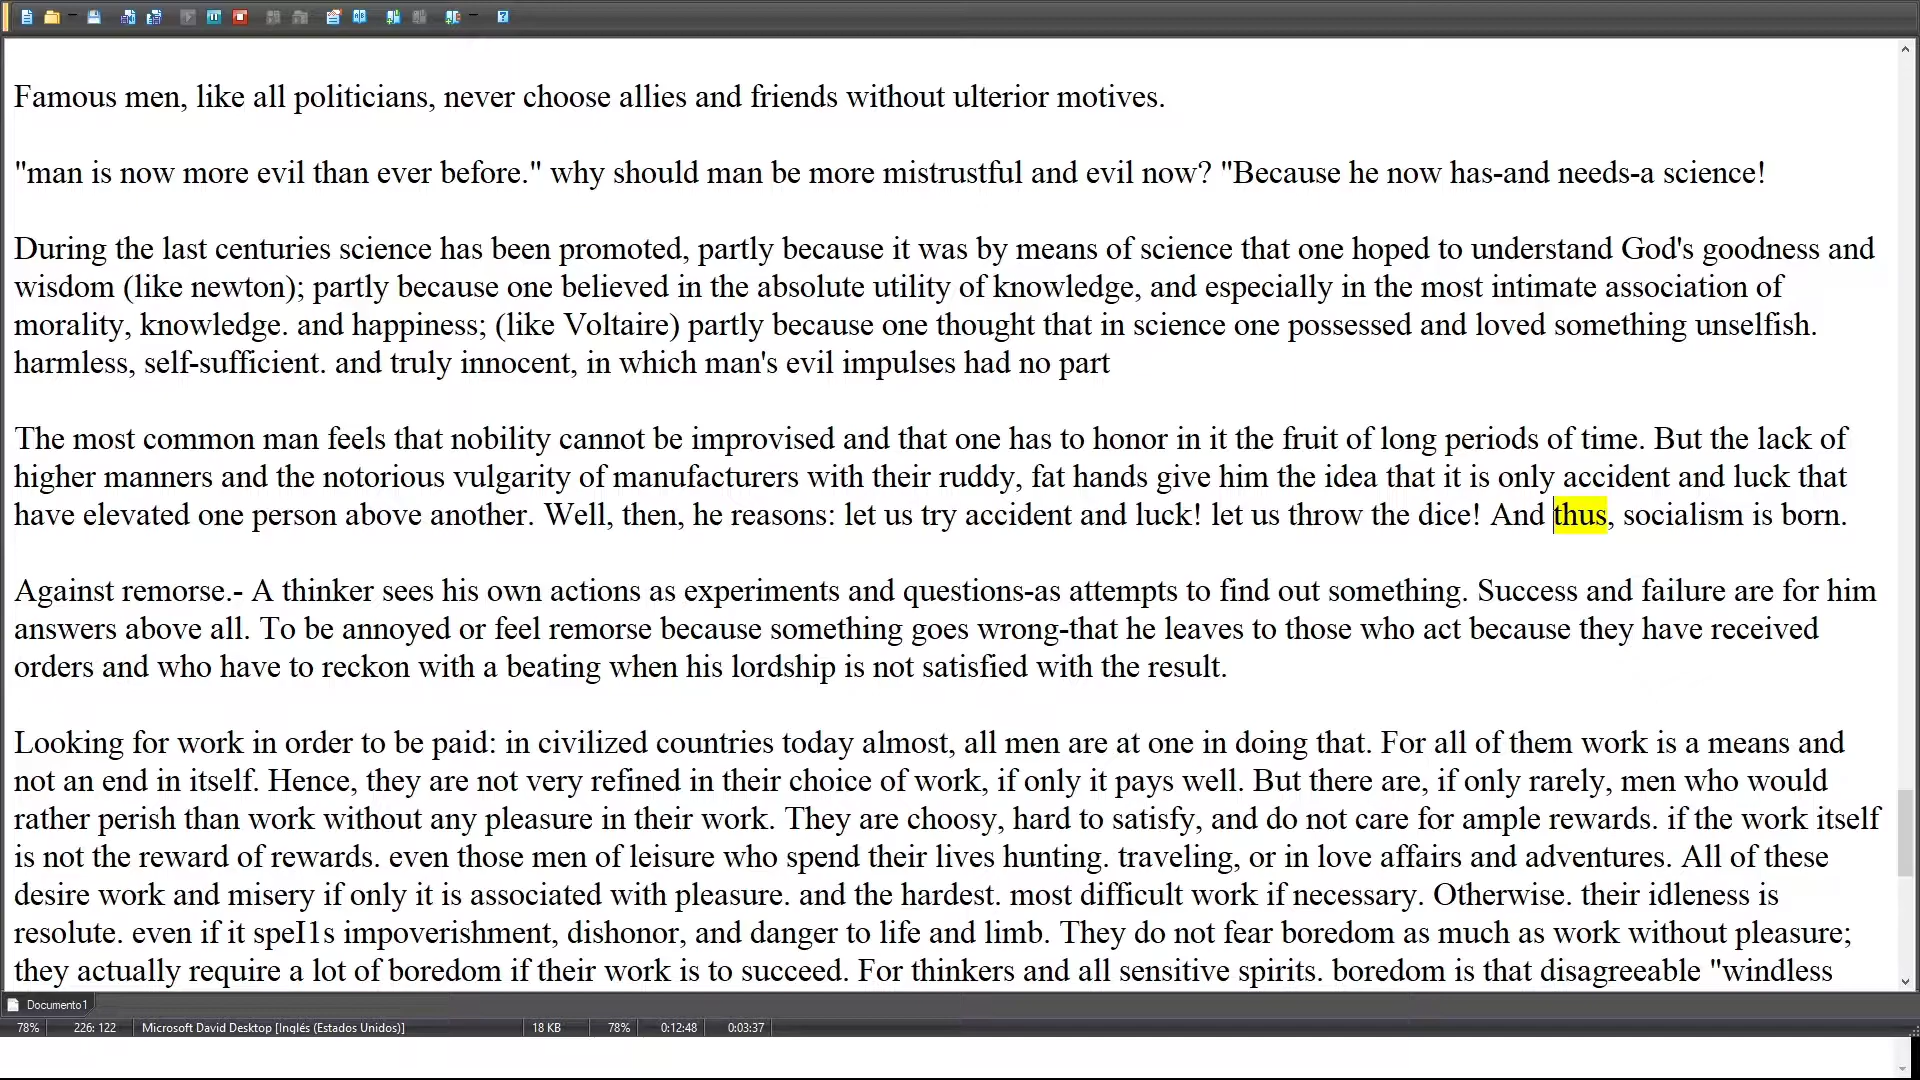 Famous men, like all politicians, never choose allies and friends without ulterior motives.
"man is now more evil than ever before." why should man be more mistrustful and evil now? "Because he now has-and needs-a science!
During the last centuries science has been promoted, partly because it was by means of science that one hoped to understand God's goodness and
wisdom (like newton); partly because one believed in the absolute utility of knowledge, and especially in the most intimate association of
morality, knowledge. and happiness; (like Voltaire) partly because one thought that in science one possessed and loved something unselfish.
harmless, self-sufficient. and truly innocent, in which man's evil impulses had no part
The most common man feels that nobility cannot be improvised and that one has to honor in it the fruit of long periods of time. But the lack of
higher manners and the notorious vulgarity of manufacturers with their ruddy, fat hands give him the idea that it is only accident and luck that
have elevated one person above another. Well, then, he reasons: let us try accident and luck! let us throw the dice! And thus, socialism is born.
Against remorse.- A thinker sees his own actions as experiments and questions-as attempts to find out something. Success and failure are for him
answers above all. To be annoyed or feel remorse because something goes wrong-that he leaves to those who act because they have received
orders and who have to reckon with a beating when his lordship is not satisfied with the result.
Looking for work in order to be paid: in civilized countries today almost, all men are at one in doing that. For all of them work is a means and
not an end in itself. Hence, they are not very refined in their choice of work, if only it pays well. But there are, if only rarely, men who would
rather perish than work without any pleasure in their work. They are choosy, hard to satisfy, and do not care for ample rewards. if the work itself
is not the reward of rewards. even those men of leisure who spend their lives hunting. traveling, or in love affairs and adventures. All of these
desire work and misery if only it is associated with pleasure. and the hardest. most difficult work if necessary. Otherwise. their idleness is
resolute. even if it speI1s impoverishment, dishonor, and danger to life and limb. They do not fear boredom as much as work without pleasure;
they actually require a lot of boredom if their work is to succeed. For thinkers and all sensitive spirits. boredom is that disagreeable "windless
Documento1
78% 226: 122 Microsoft David Desktop [Inglés (Estados Unidos)] 18 KB 78% 0:12:48 0:03:37